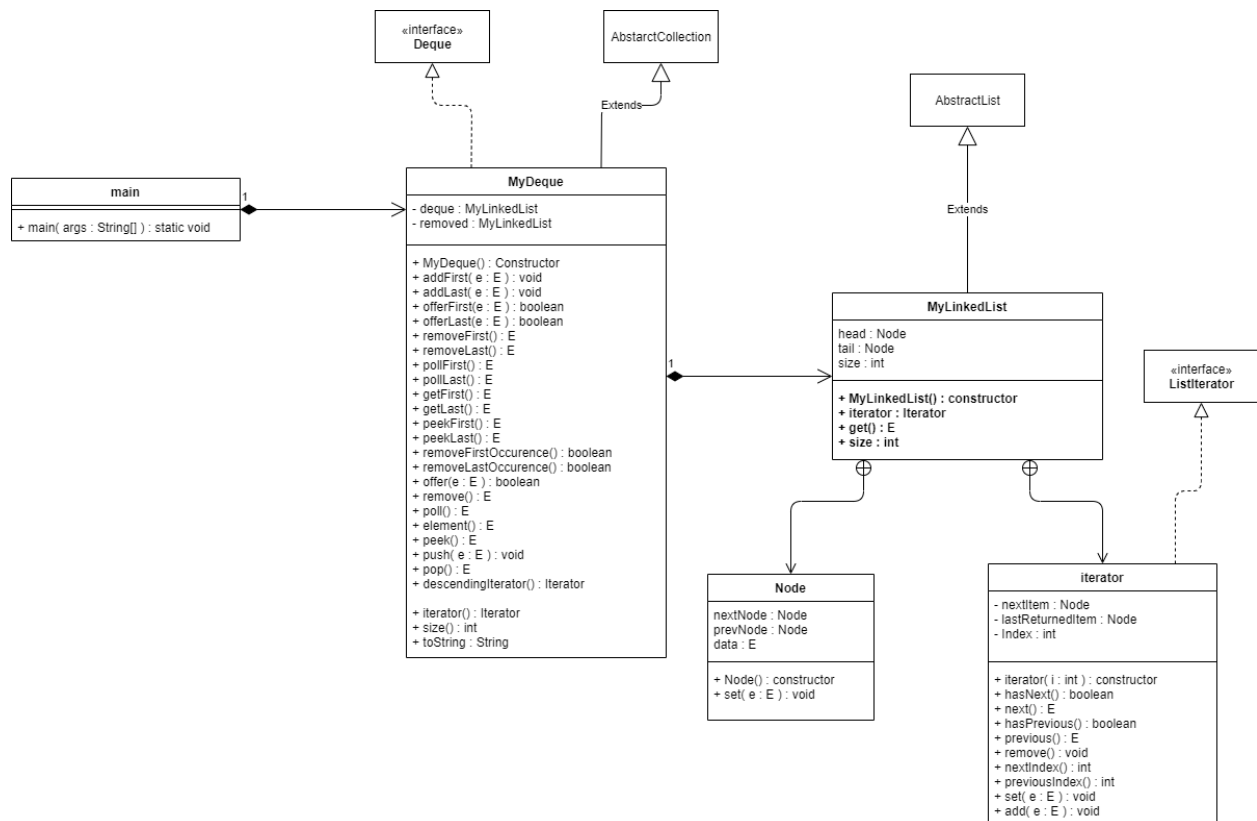 «interface»
Deque
AbstarctCollection
Extends
AbstractList
Extends
main
+ main( args : String[] ) : static void
1
MyDeque
- deque : MyLinkedList
- removed : MyLinkedList
+ MyDeque() : Constructor
+ addFirst( e : E ) : void
+ addLast( e : E ) : void
+ offerFirst(e : E ) : boolean
+ offerLast(e : E ) : boolean
+ removeFirst() : E
+ removeLast() : E
+ pollFirst() : E
+ pollLast() : E
+ getFirst() : E
+ getLast() : E
+ peekFirst() : E
+ peekLast() : E
+ removeFirstOccurence() : boolean
+ removeLastOccurence() : boolean
+ offer(e : E ) : boolean
+ remove() : E
+ poll() : E
+ element() : E
+ peek() : E
+ push( e : E ) : void
+ pop() : E
+ descendingIterator() : Iterator
+ iterator() : Iterator
+ size() : int
+ toString : String
1
MyLinkedList
head : Node
tail : Node
size : int
+ MyLinkedList() : constructor
+ iterator : Iterator
+ get() : E
+ size : int
«interface»
ListIterator
Node
nextNode : Node
prevNode : Node
data : E
+ Node() : constructor
+ set( e : E ) : void
iterator
- nextItem : Node
- lastReturnedItem : Node
- Index : int
+ iterator( i : int ) : constructor
+ hasNext() : boolean
+ next() : E
+ hasPrevious() : boolean
+ previous() : E
+ remove() : void
+ nextIndex() : int
+ previousIndex() : int
+ set( e : E ) : void
+ add( e : E ) : void